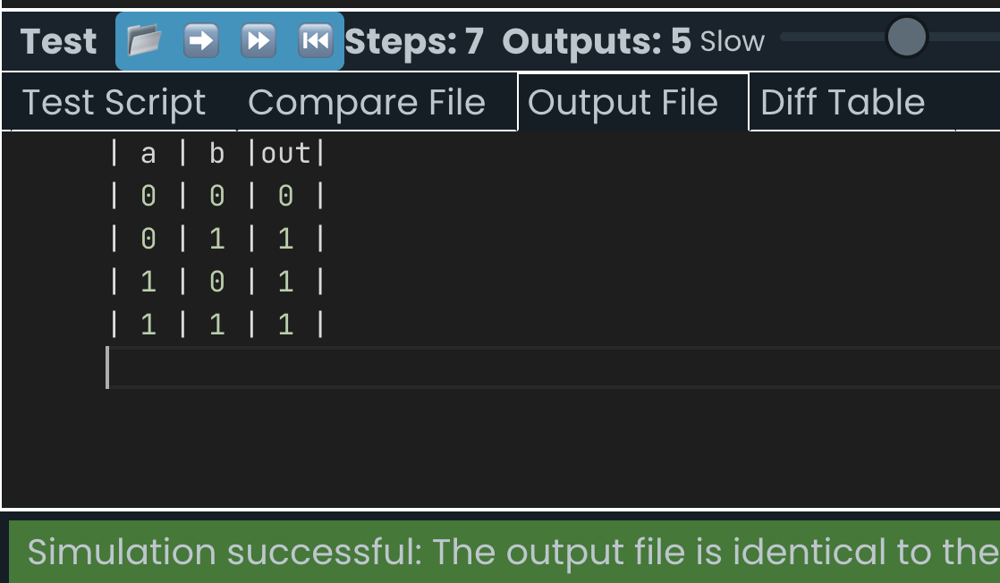 Test Steps: 7 Outputs: 5 Slow
Test Script Compare File Output File Diff Table
| a | b |out|
| 0 | 0 | 0 |
| 0 | 1 | 1 |
| 1 | 0 | 1 |
| 1 | 1 | 1 |
Simulation successful: The output file is identical to the